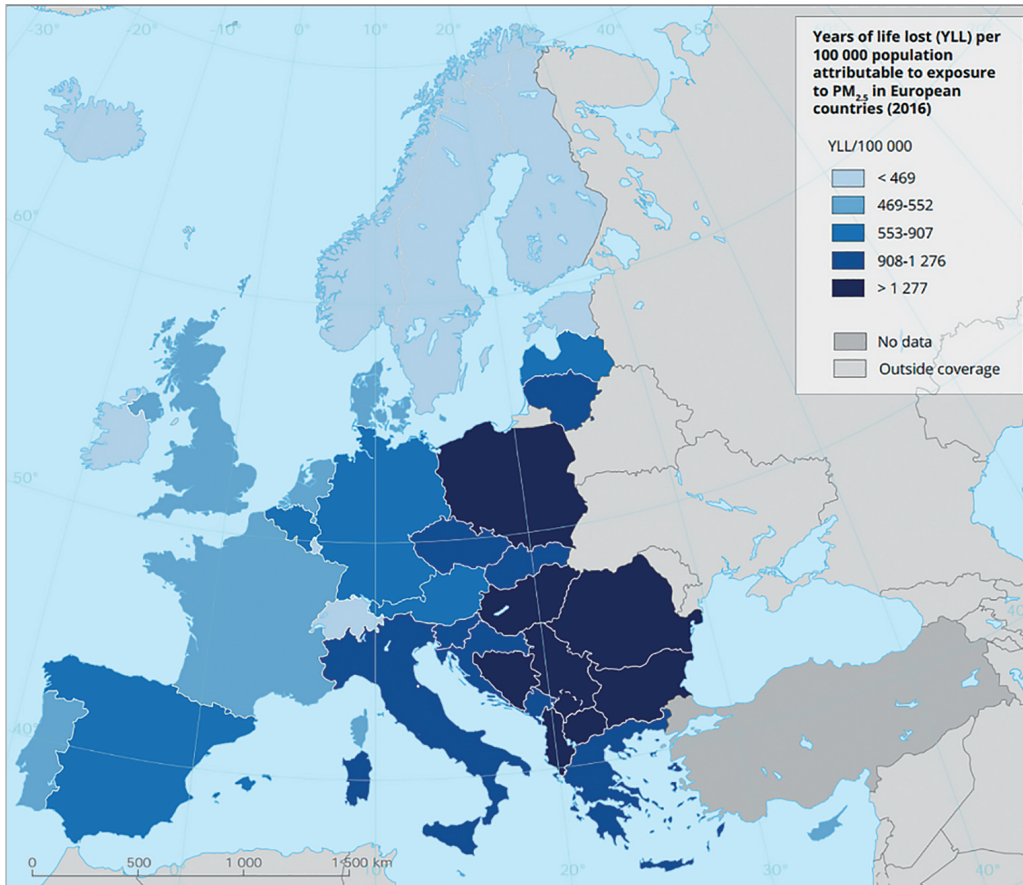 -30°
-20°
-10°
0°
10°
20°
30°
40°
50°
60°
Years of life lost (YLL) per
100 000 population
attributable to exposure
to PM2.5 in European
countries (2016)
YLL/100 000
< 469
469-552
553-907
908-1 276
> 1 277
No data
Outside coverage
60°
50°
40°
40°
0 500 1 000 1 500 km
20°
30°
40°